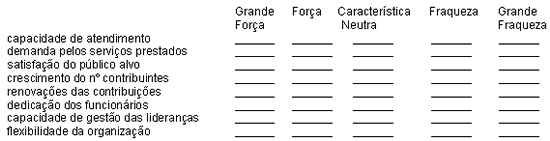 Grande Força Característica Fraqueza Grande
Força Neutra Fraqueza
capacidade de atendimento
demanda pelos serviços prestados
satisfação do público alvo
crescimento do nº contribuintes
renovações das contribuições
dedicação dos funcionários
capacidade de gestão das lideranças
flexibilidade da organização